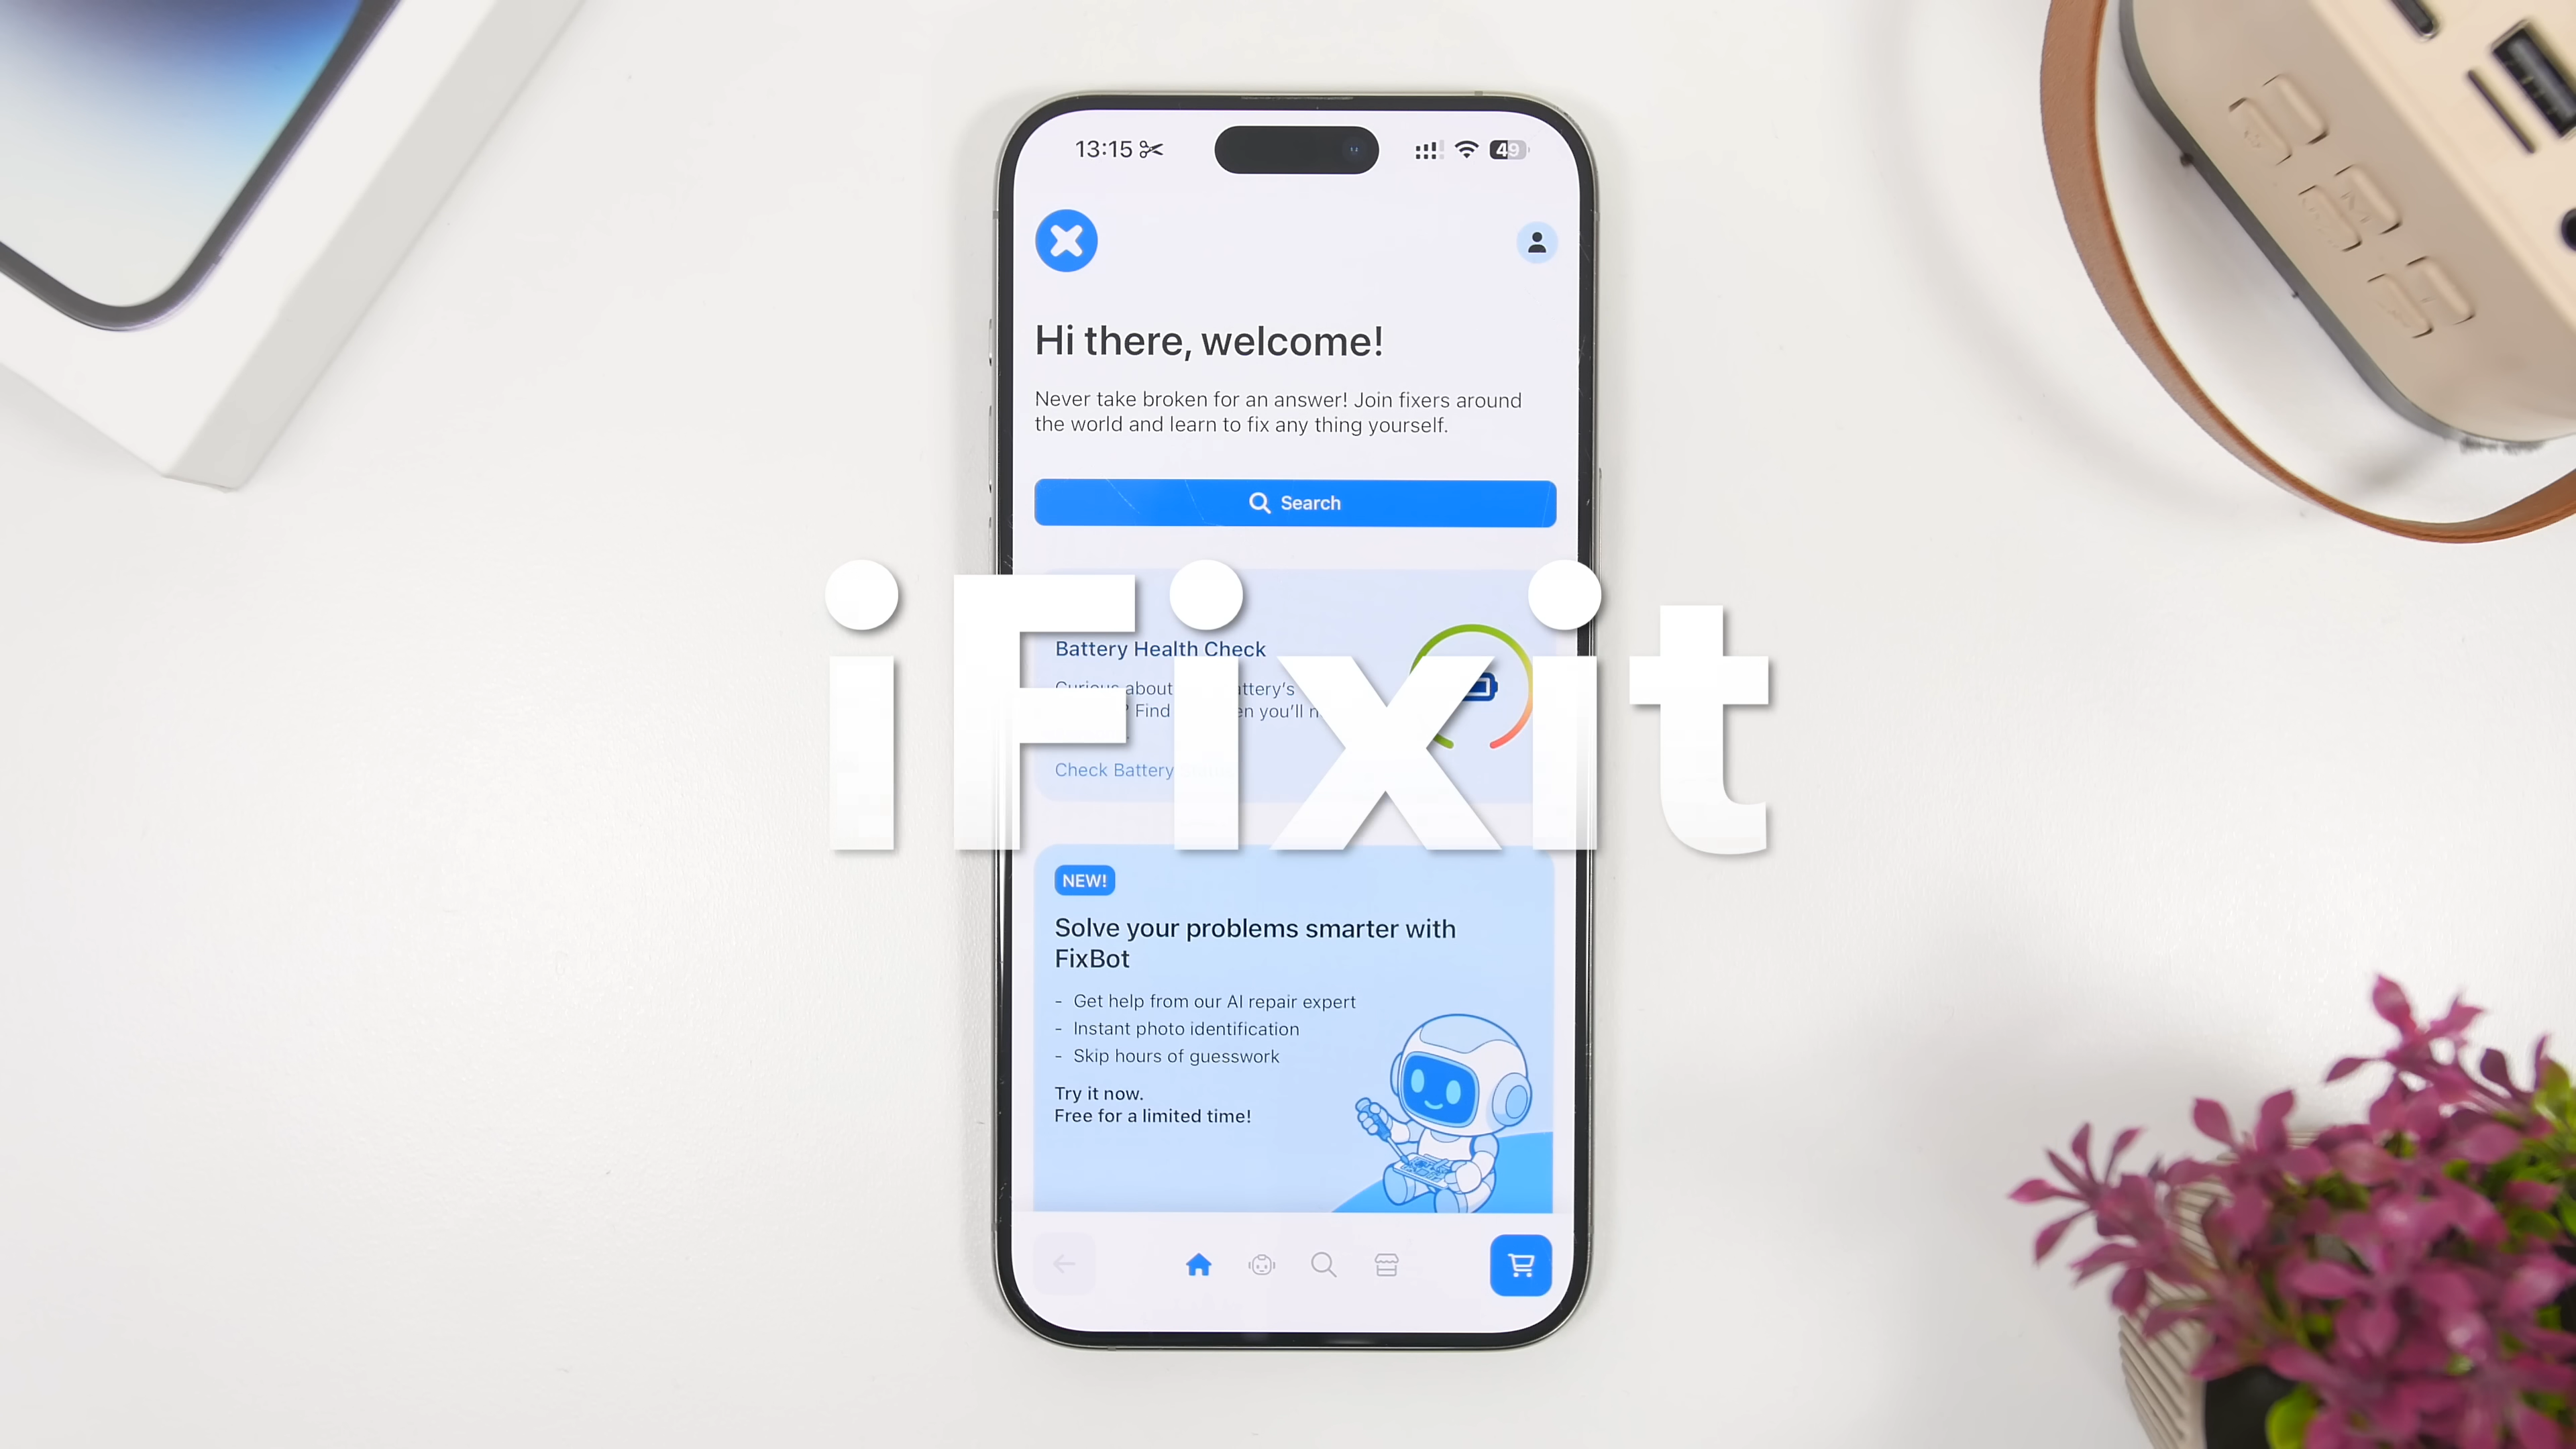 13:15
49
Hi there, welcome!
Never take broken for an answer! Join fixers around
the world and learn to fix any thing yourself.
Search
iFixit
Battery Health Check
about
? Find
Check Battery
NEW!
Solve your problems smarter with
FixBot
- Get help from our AI repair expert
- Instant photo identification
- Skip hours of guesswork
Try it now.
Free for a limited time!